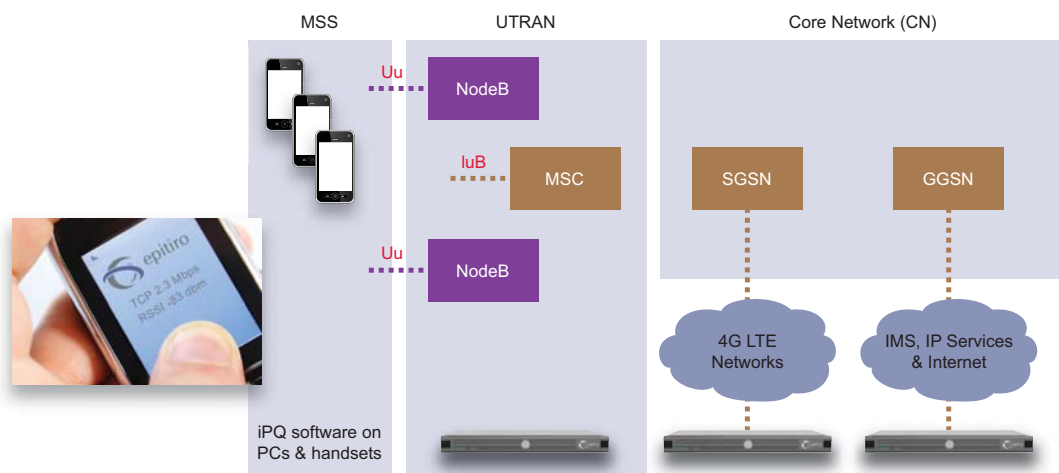 MSS
UTRAN
Core Network (CN)
Uu
NodeB
IuB
MSC
SGSN
GGSN
Uu
NodeB
epitiro
TCP 2.3 Mbps
RSSI -83 dbm
4G LTE
Networks
IMS, IP Services
& Internet
iPQ software on
PCs & handsets